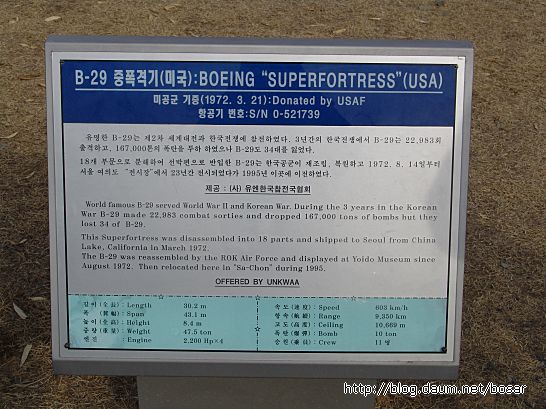 B-29 중폭격기(미국):BOEING "SUPERFORTRESS"(USA)
미공군 기증(1972. 3. 21):Donated by USAF
항공기 번호:S/N 0-521739
유명한 B-29는 제2차 세계대전과 한국전쟁에 참전하였다. 3년간의 한국전쟁에서 B-29는 22,983회
출격하고, 167,000톤의 폭탄을 투하 하였으나 B-29도 34대를 잃었다.
18개 부문으로 분해하여 선박편으로 반입한 B-29는 한국공군이 재조립, 복원하고 1972. 8. 14일부터
서울 여의도 "전시장"에서 23년간 전시되었다가 1995년 이곳에 이전하였다.
제공 : (사) 유엔한국참전국협회
World famous B-29 served World War II and Korean War. During the 3 years in the Korean
War B-29 made 22,983 combat sorties and dropped 167,000 tons of bombs but they
lost 34 of B-29.
This Superfortress was disassembled into 18 parts and shipped to Seoul from China
Lake, California in March 1972.
The B-29 was reassembled by the ROK Air Force and displayed at Yoido Museum since
August 1972. Then relocated here in "Sa-Chon" during 1995.
OFFERED BY UNKWAA
길이(全長) : Length 30.2 m
폭 (翼幅) : Span 43.1 m
높이(全高) : Height 8.4 m
중량(重量) : Weight 47.5 ton
엔진 : Engine 2,200 Hp×4
속도(速度) : Speed 603 km/h
항속(航續) : Range 9,350 km
고도(高度) : Ceiling 10,669 m
폭탄(爆彈) : Bomb 10 ton
승원(乘員) : Crew 11 명
http://blog.daum.net/bosar